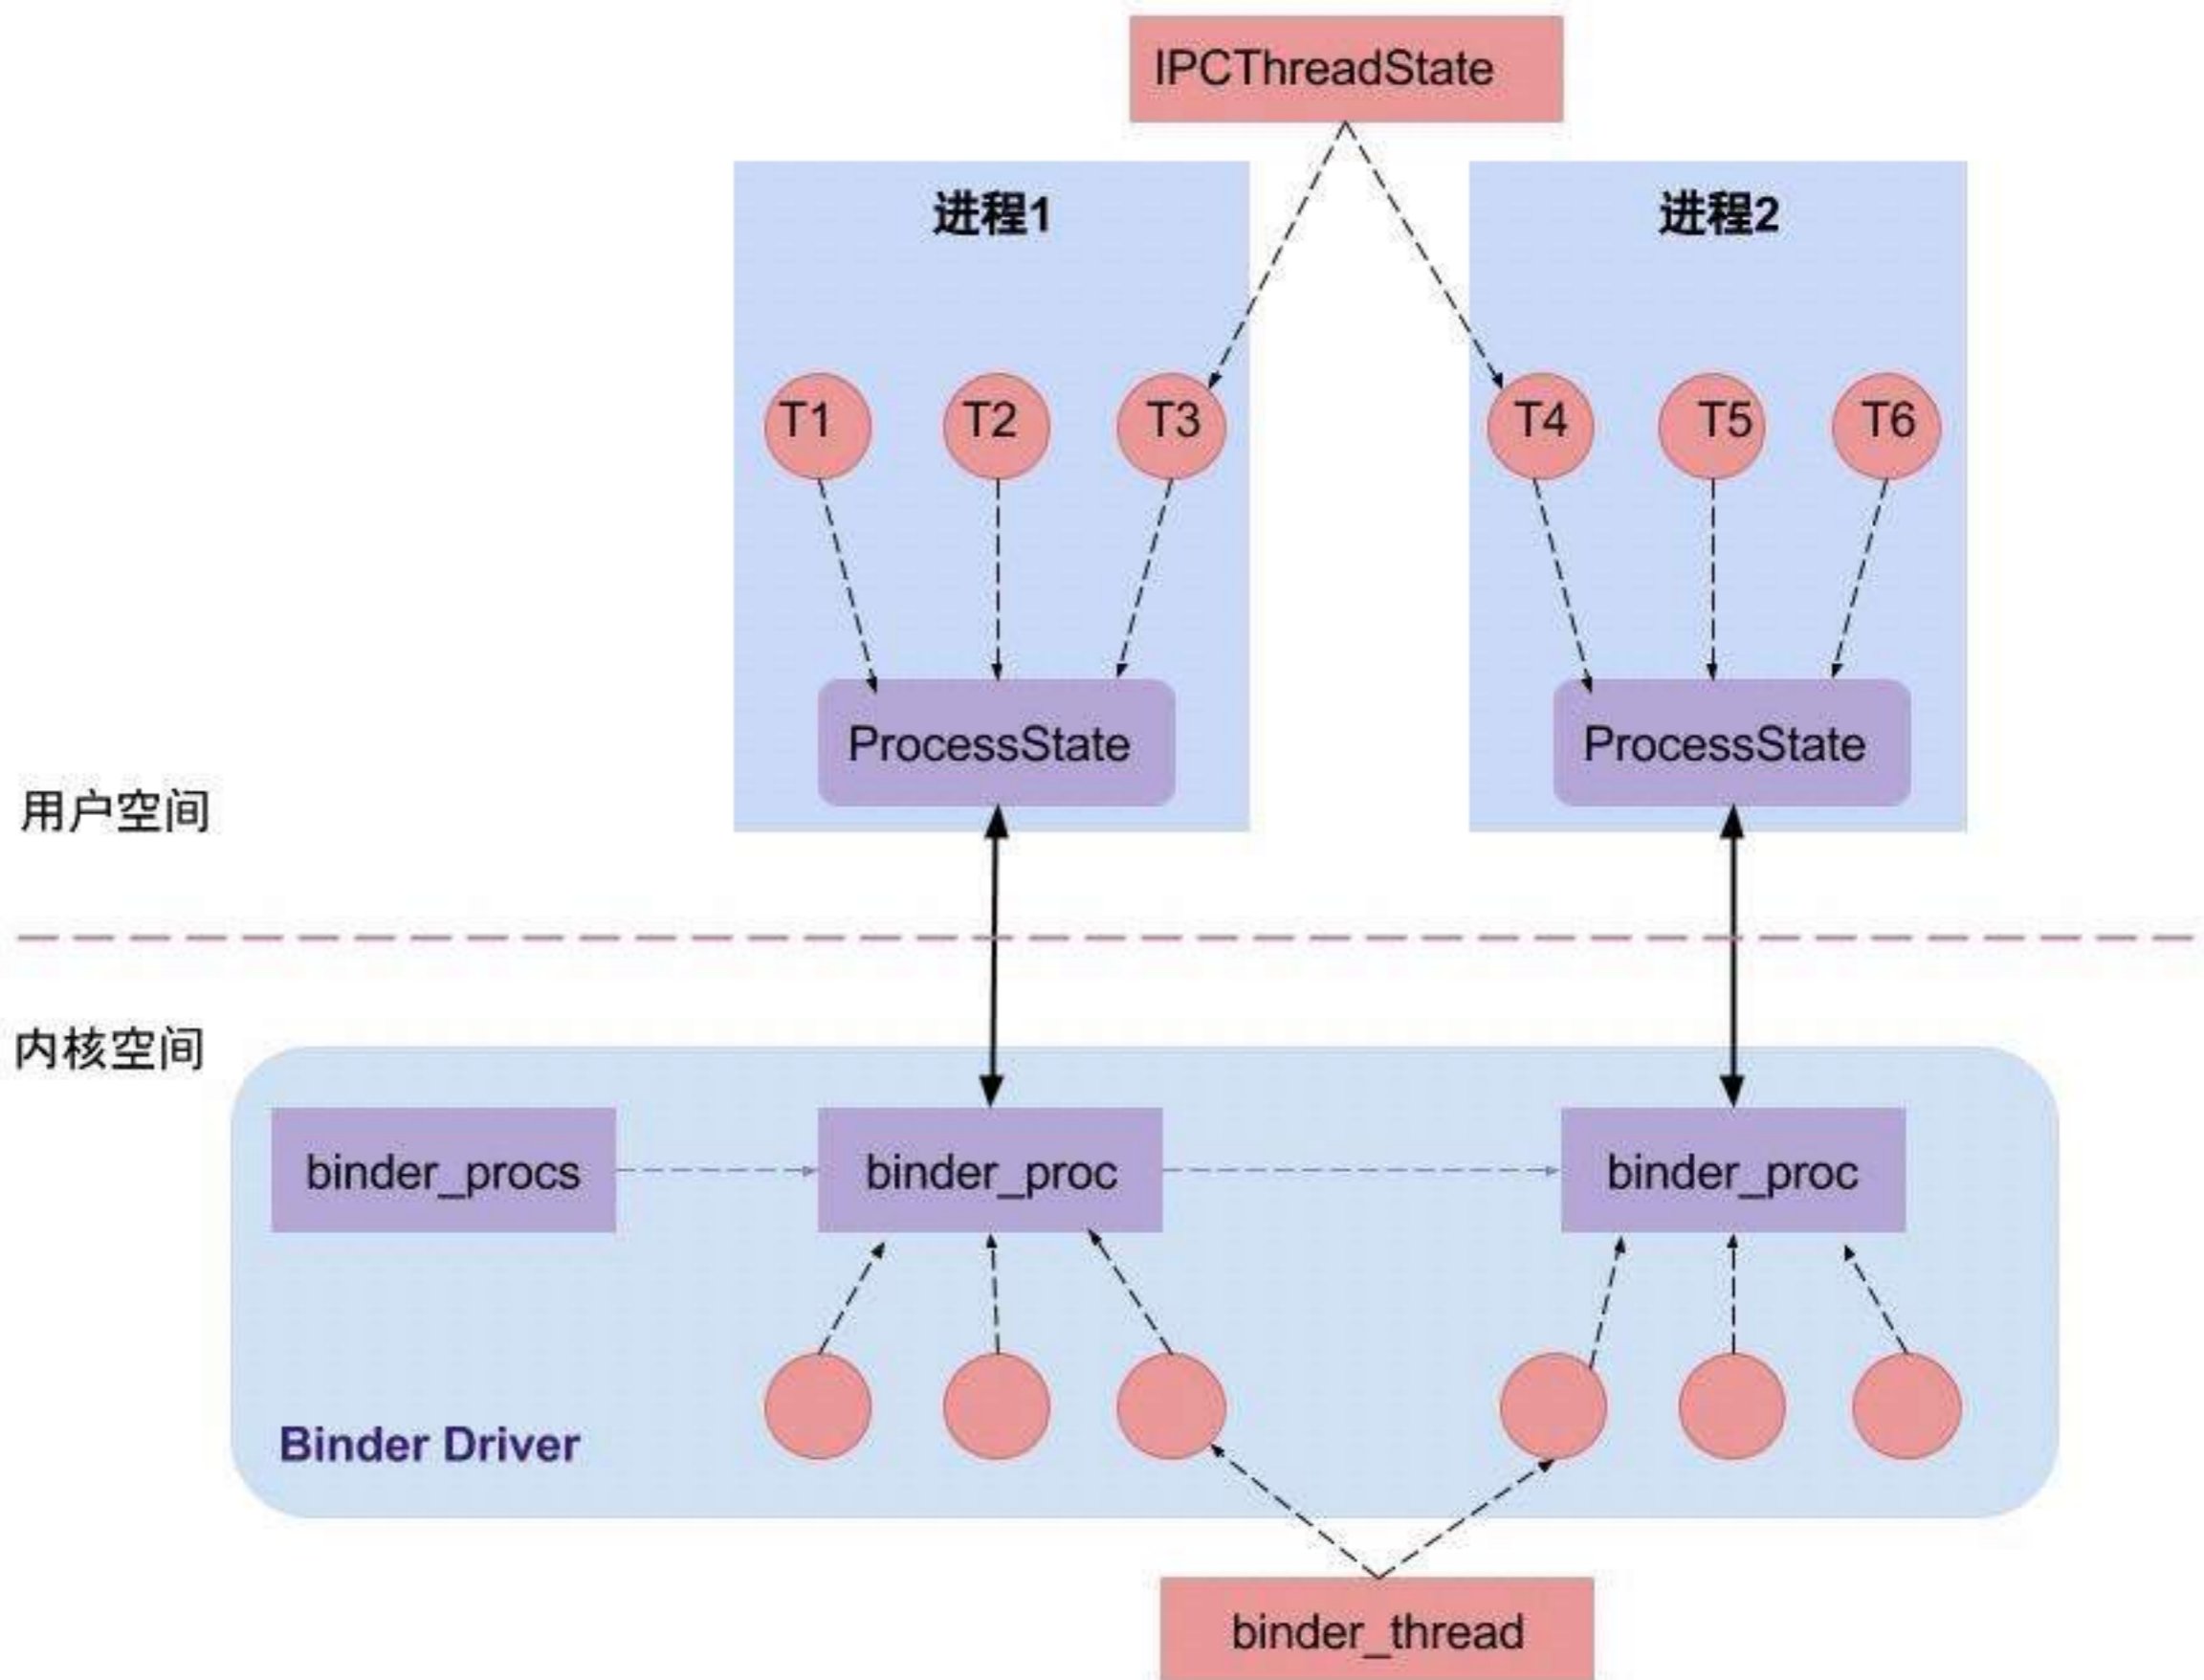 IPCThreadState
进程1
进程2
T1
T2
T3
T4
T5
T6
ProcessState
ProcessState
用户空间
内核空间
binder_procs
binder_proc
binder_proc
Binder Driver
binder_thread